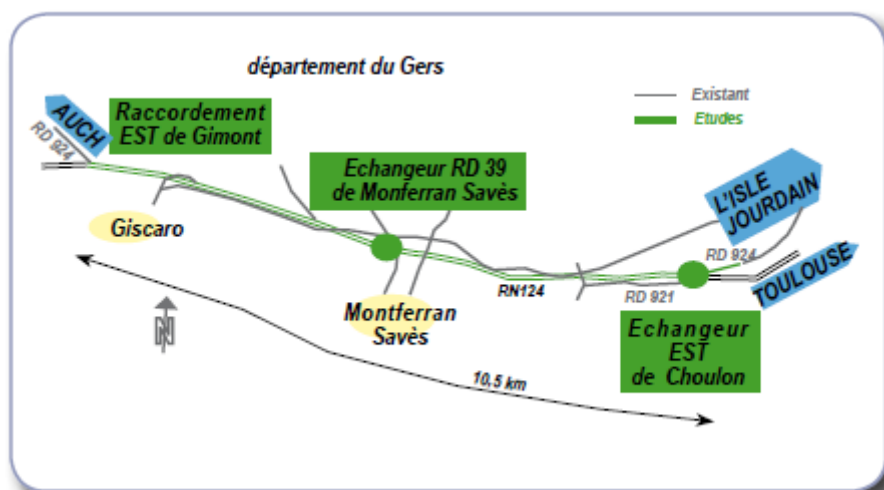 département du Gers
Existant
Etudes
AUCH
RD 924
Raccordement
EST de Gimont
Echangeur RD 39
de Monferran Savès
L'ISLE
JOURDAIN
Giscaro
RD 924
TOULOUSE
RN124
RD 921
N
Montferran
Savès
Echangeur
EST
de Choulon
10,5 km